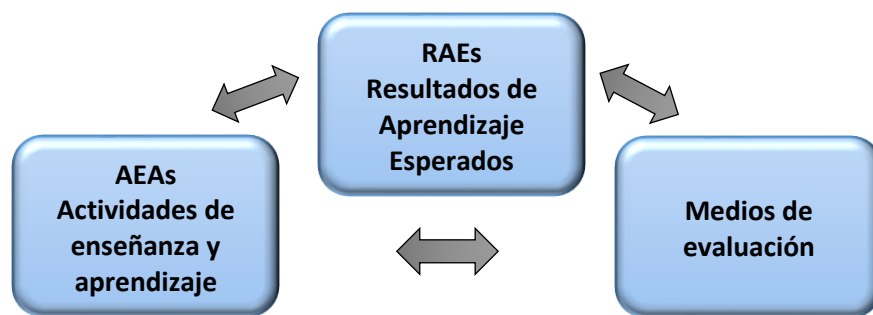 RAEs
Resultados de
Aprendizaje
Esperados
AEAs
Actividades de
enseñanza y
aprendizaje
Medios de
evaluación